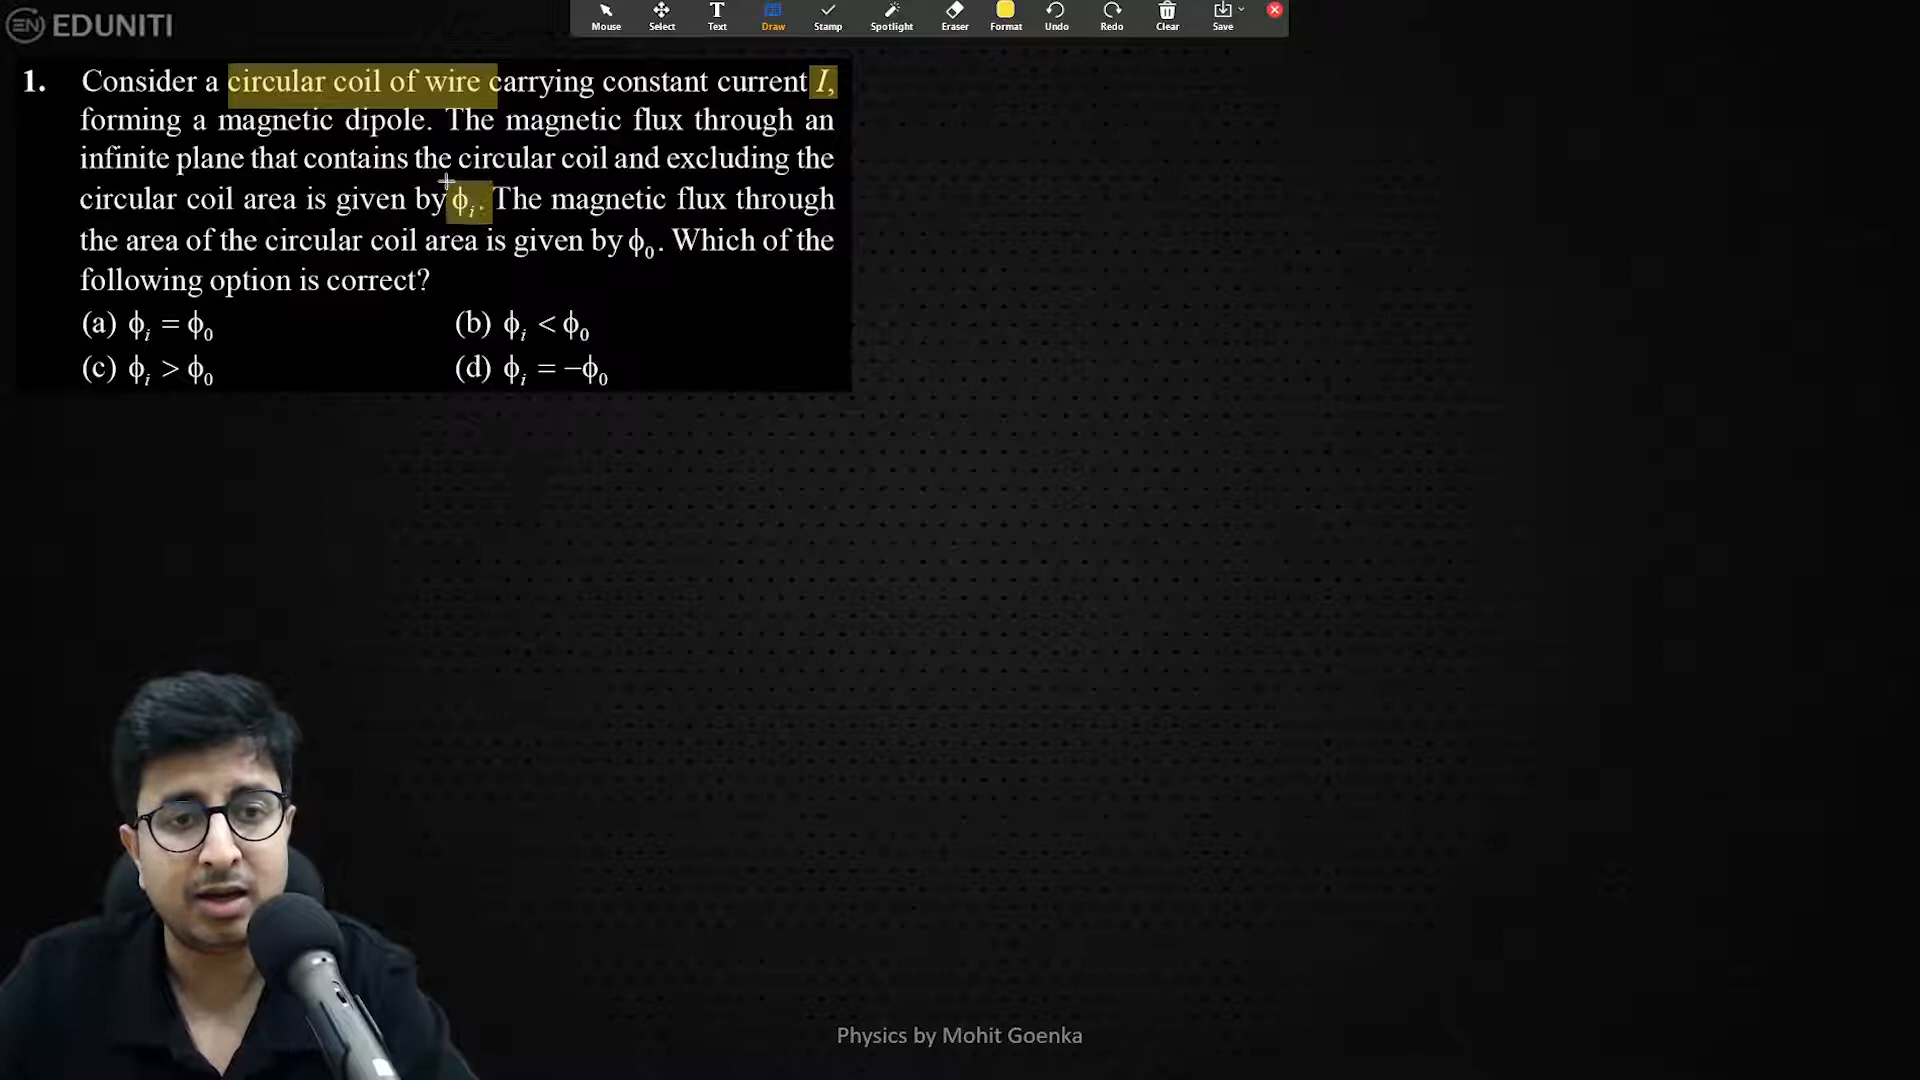 EN EDUNITI
Mouse Select Text Draw Stamp Spotlight Eraser Format Undo Redo Clear Save
1. Consider a circular coil of wire carrying constant current I,
forming a magnetic dipole. The magnetic flux through an
infinite plane that contains the circular coil and excluding the
circular coil area is given by ϕᵢ. The magnetic flux through
the area of the circular coil area is given by ϕ₀. Which of the
following option is correct?
(a) ϕᵢ = ϕ₀ (b) ϕᵢ < ϕ₀
(c) ϕᵢ > ϕ₀ (d) ϕᵢ = −ϕ₀
Physics by Mohit Goenka